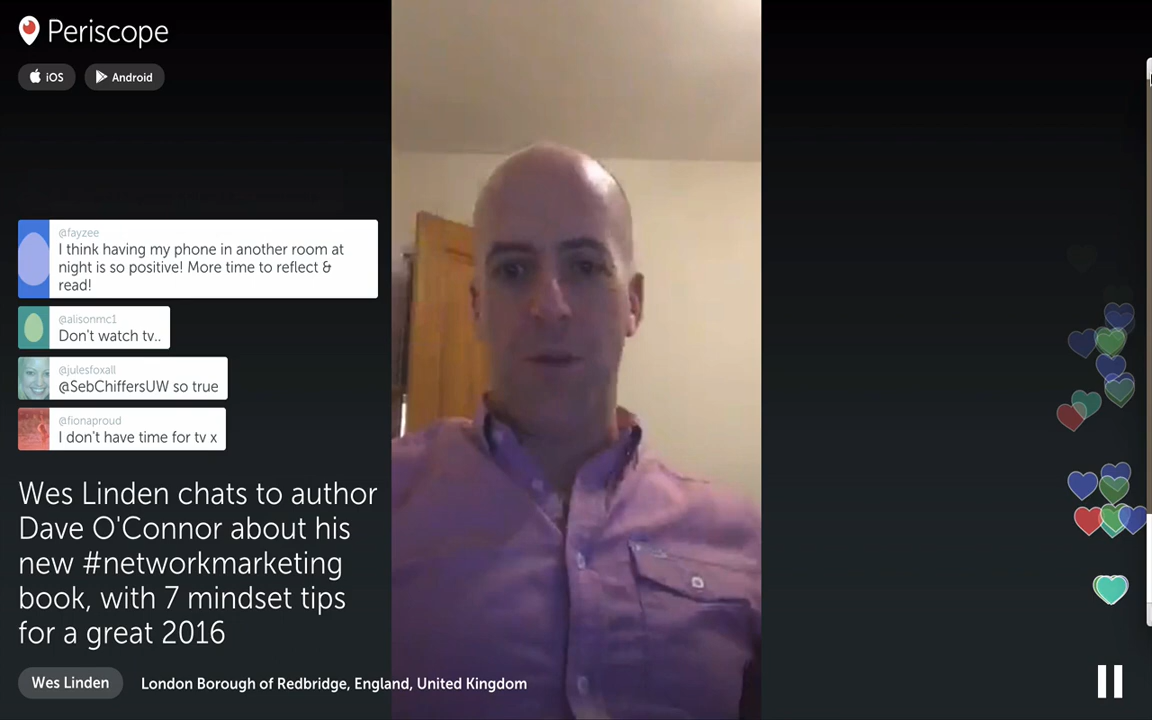 Periscope
iOS
Android
@fayzee
I think having my phone in another room at
night is so positive! More time to reflect &
read!
@alisonmc1
Don't watch tv..
@julesfoxall
@SebChiffersUW so true
@fionaproud
I don't have time for tv x
Wes Linden chats to author
Dave O'Connor about his
new #networkmarketing
book, with 7 mindset tips
for a great 2016
Wes Linden
London Borough of Redbridge, England, United Kingdom